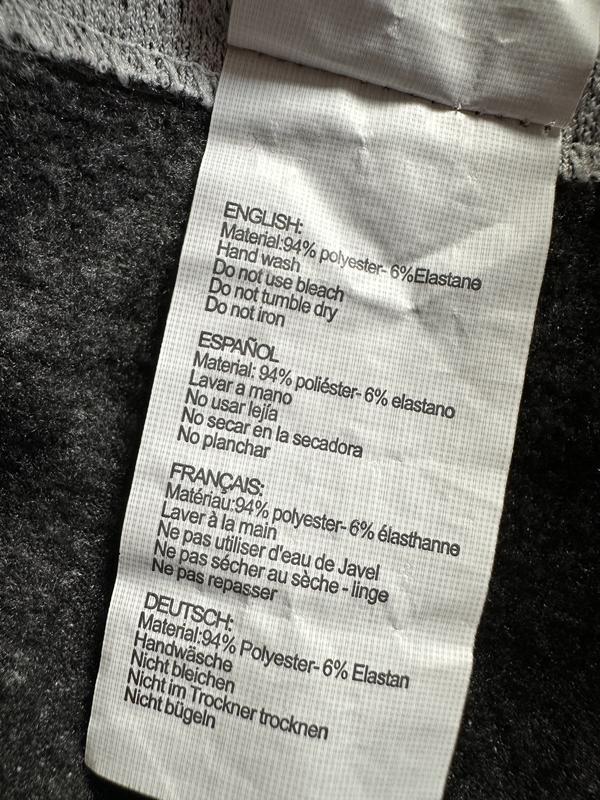 ENGLISH:
Material:94% polyester- 6%Elastane
Hand wash
Do not use bleach
Do not tumble dry
Do not iron
ESPAÑOL
Material: 94% poliéster- 6% elastano
Lavar a mano
No usar lejía
No secar en la secadora
No planchar
FRANÇAIS:
Matériau:94% polyester- 6% élasthanne
Laver à la main
Ne pas utiliser d'eau de Javel
Ne pas sécher au sèche - linge
Ne pas repasser
DEUTSCH:
Material:94% Polyester- 6% Elastan
Handwäsche
Nicht bleichen
Nicht im Trockner trocknen
Nicht bügeln